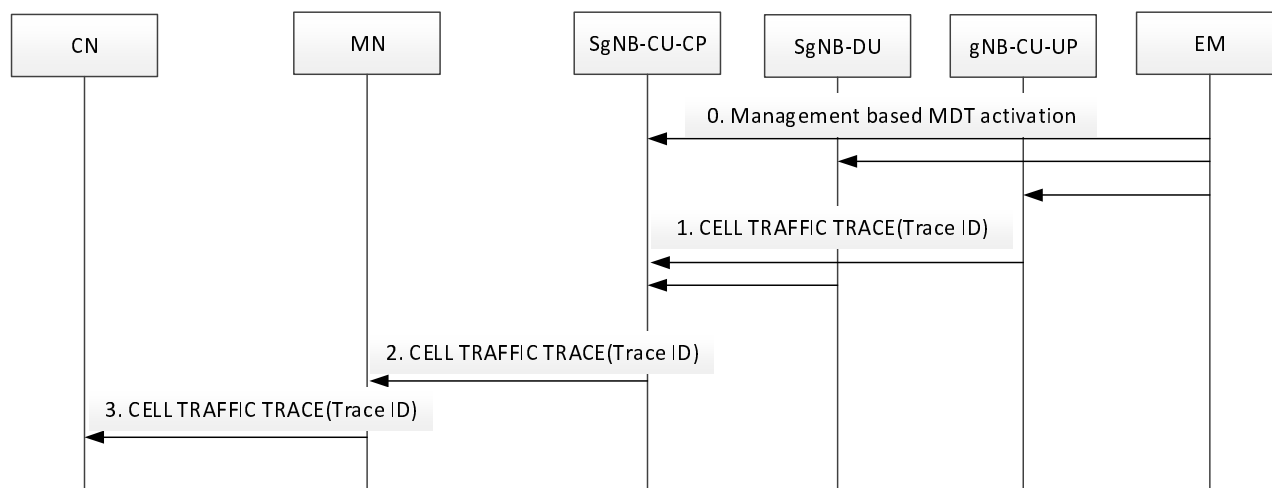 CN
MN
SgNB-CU-CP
SgNB-DU
gNB-CU-UP
EM
0. Management based MDT activation
1. CELL TRAFFIC TRACE(Trace ID)
2. CELL TRAFFIC TRACE(Trace ID)
3. CELL TRAFFIC TRACE(Trace ID)